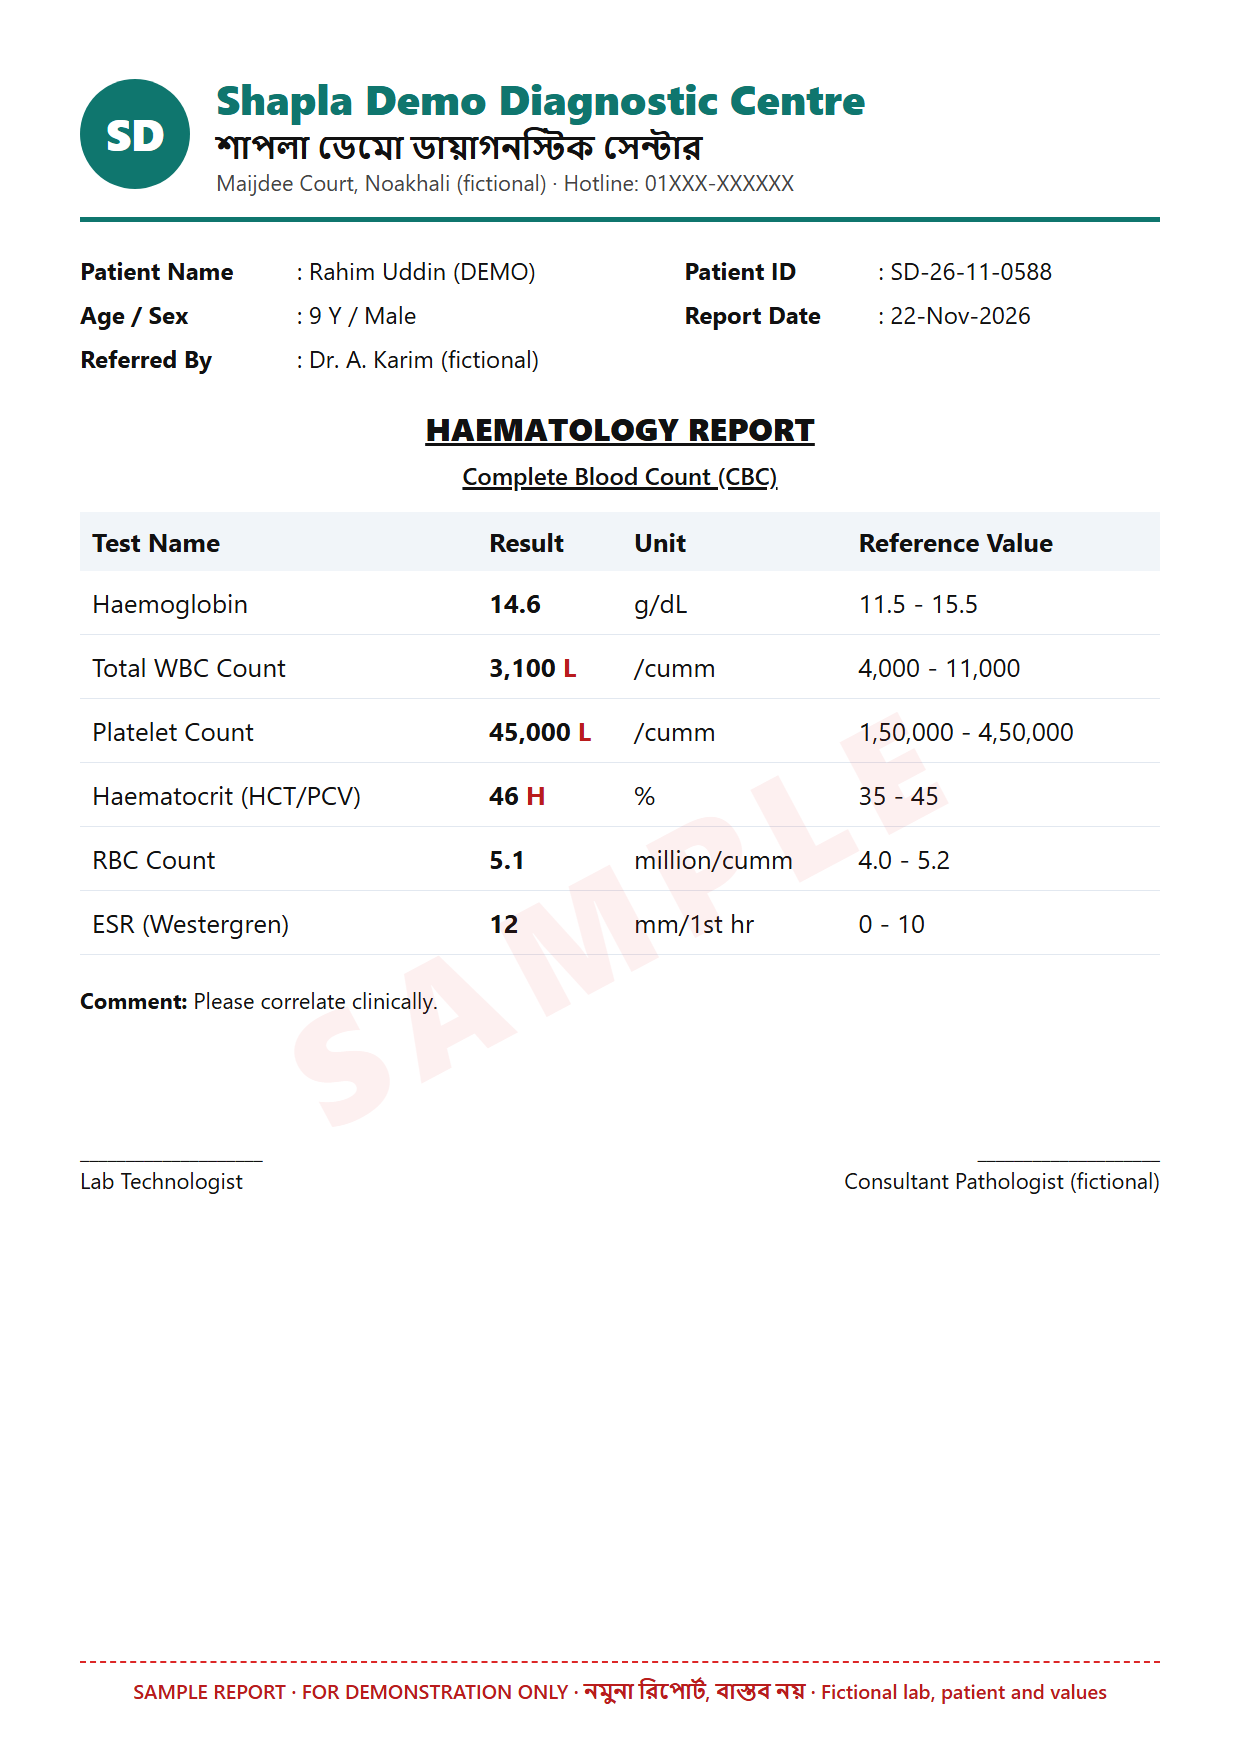 SD
Shapla Demo Diagnostic Centre
শাপলা ডেমো ডায়াগনস্টিক সেন্টার
Maijdee Court, Noakhali (fictional) · Hotline: 01XXX-XXXXXX
Patient Name : Rahim Uddin (DEMO) Patient ID : SD-26-11-0588
Age / Sex : 9 Y / Male Report Date : 22-Nov-2026
Referred By : Dr. A. Karim (fictional)
HAEMATOLOGY REPORT
Complete Blood Count (CBC)
Test Name Result Unit Reference Value
Haemoglobin 14.6 g/dL 11.5 - 15.5
Total WBC Count 3,100 L /cumm 4,000 - 11,000
Platelet Count 45,000 L /cumm 1,50,000 - 4,50,000
Haematocrit (HCT/PCV) 46 H % 35 - 45
RBC Count 5.1 million/cumm 4.0 - 5.2
ESR (Westergren) 12 mm/1st hr 0 - 10
SAMPLE
Comment: Please correlate clinically.
Lab Technologist Consultant Pathologist (fictional)
SAMPLE REPORT · FOR DEMONSTRATION ONLY · নমুনা রিপোর্ট, বাস্তব নয় · Fictional lab, patient and values